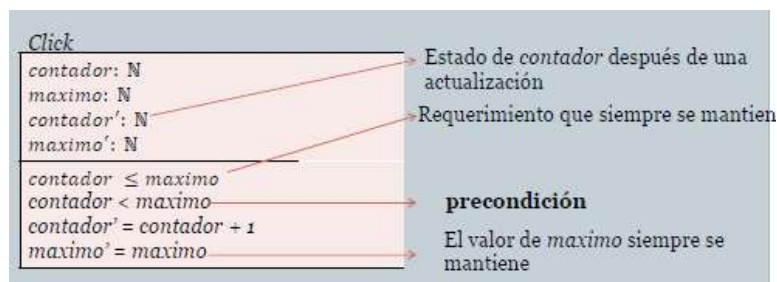 Click
contador: ℕ
maximo: ℕ
contador′: ℕ
maximo′: ℕ
contador ≤ maximo
contador < maximo
contador' = contador + 1
maximo' = maximo
Estado de contador después de una
actualización
Requerimiento que siempre se mantien
precondición
El valor de maximo siempre se
mantiene